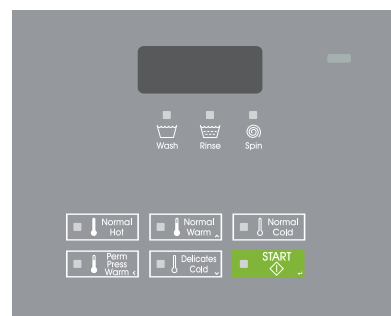 Wash Rinse Spin
Normal
Hot
Normal
Warm
Normal
Cold
Perm
Press
Warm
Delicates
Cold
START